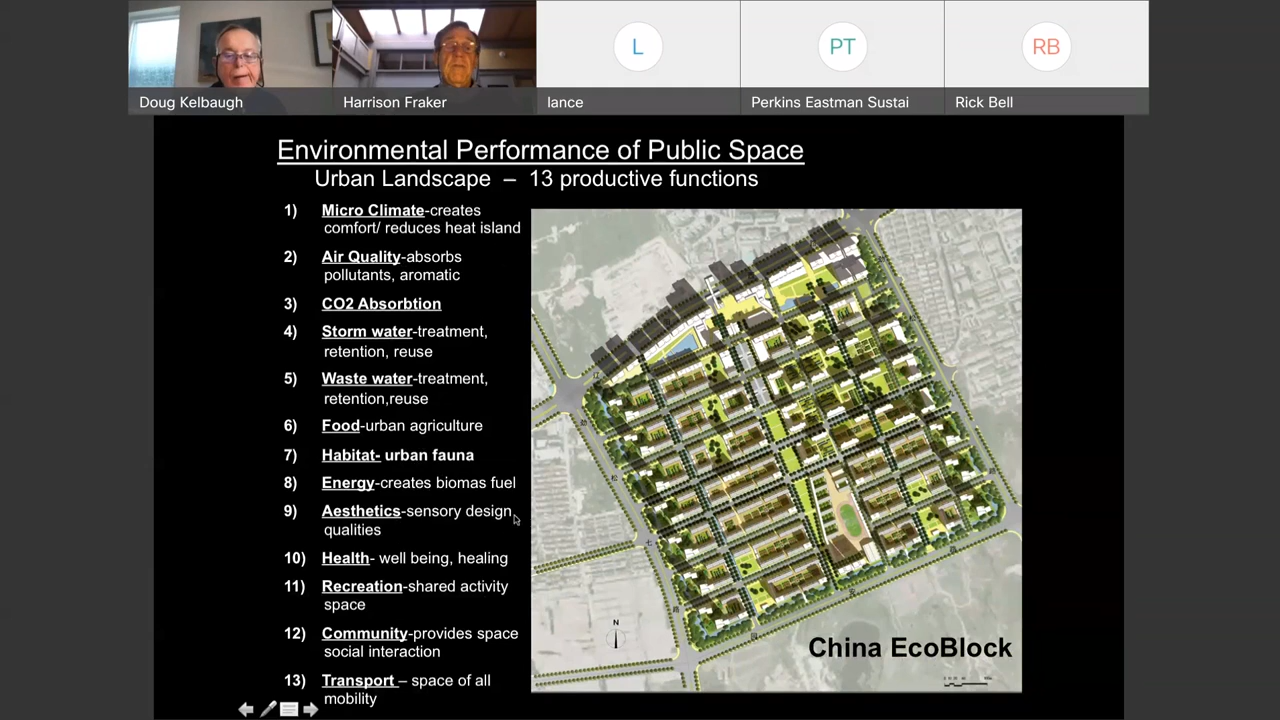 L
PT
RB
Doug Kelbaugh
Harrison Fraker
lance
Perkins Eastman Sustai
Rick Bell
Environmental Performance of Public Space
Urban Landscape – 13 productive functions
1) Micro Climate-creates
comfort/ reduces heat island
2) Air Quality-absorbs
pollutants, aromatic
3) CO2 Absorbtion
4) Storm water-treatment,
retention, reuse
5) Waste water-treatment,
retention,reuse
6) Food-urban agriculture
7) Habitat- urban fauna
8) Energy-creates biomas fuel
9) Aesthetics-sensory design
qualities
10) Health- well being, healing
11) Recreation-shared activity
space
12) Community-provides space
social interaction
13) Transport – space of all
mobility
N
China EcoBlock